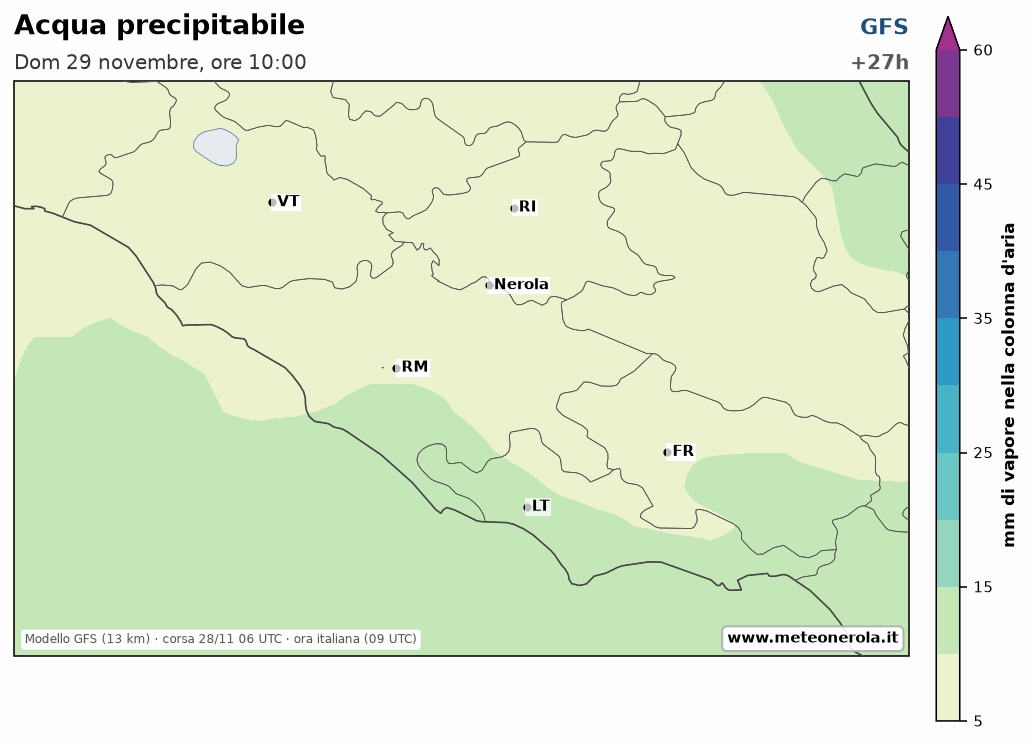 Acqua precipitabile
GFS
Dom 29 novembre, ore 10:00
+27h
60
45
35
25
15
5
mm di vapore nella colonna d'aria
VT
RI
Nerola
RM
FR
LT
Modello GFS (13 km) · corsa 28/11 06 UTC · ora italiana (09 UTC)
www.meteonerola.it